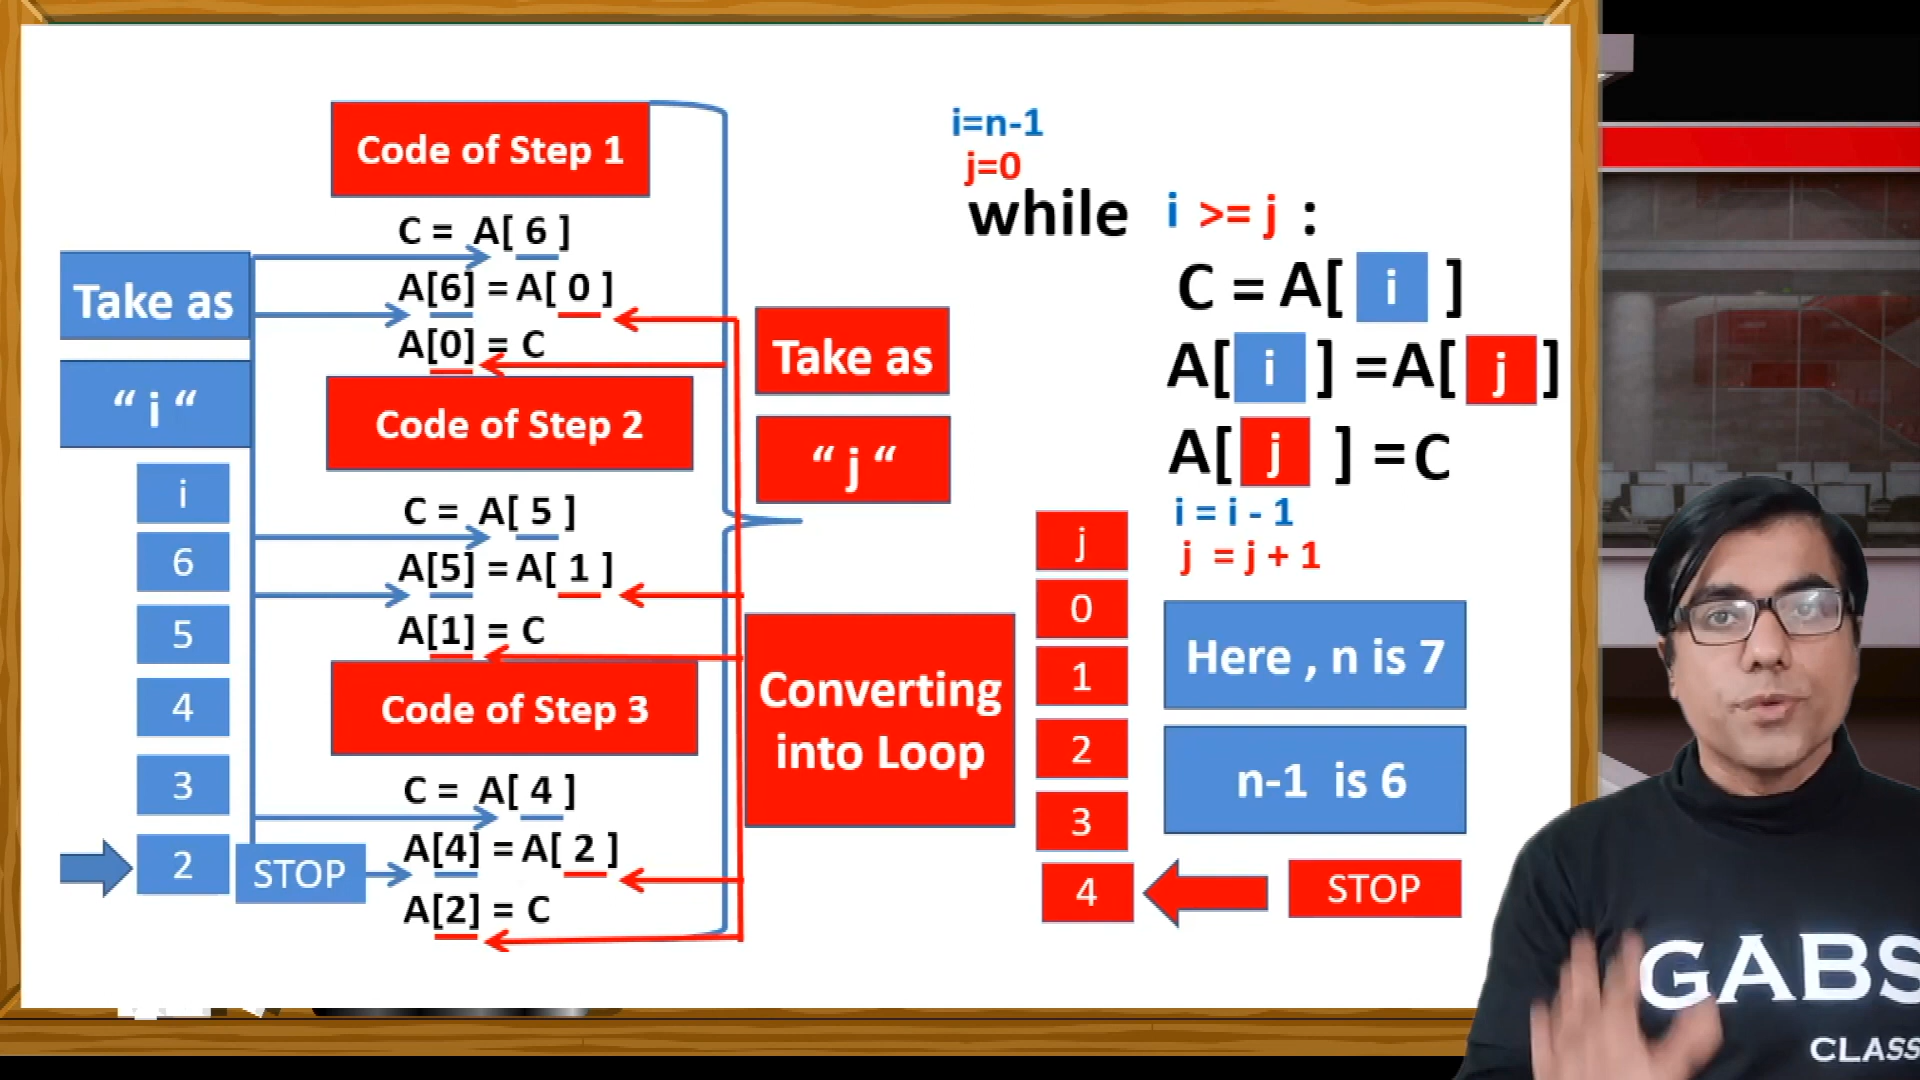 Code of Step 1
C = A[ 6 ]
A[6] = A[ 0 ]
A[0] = C
Take as
“ i “
i
6
5
4
3
2
STOP
Code of Step 2
C = A[ 5 ]
A[5] = A[ 1 ]
A[1] = C
Code of Step 3
C = A[ 4 ]
A[4] = A[ 2 ]
A[2] = C
Take as
“ j “
Converting
into Loop
i=n-1
j=0
while i >= j :
C = A[ i ]
A[ i ] =A[ j ]
A[ j ] =C
i = i - 1
j = j + 1
j
0
1
2
3
4
STOP
Here , n is 7
n-1 is 6
GABS
CLASS